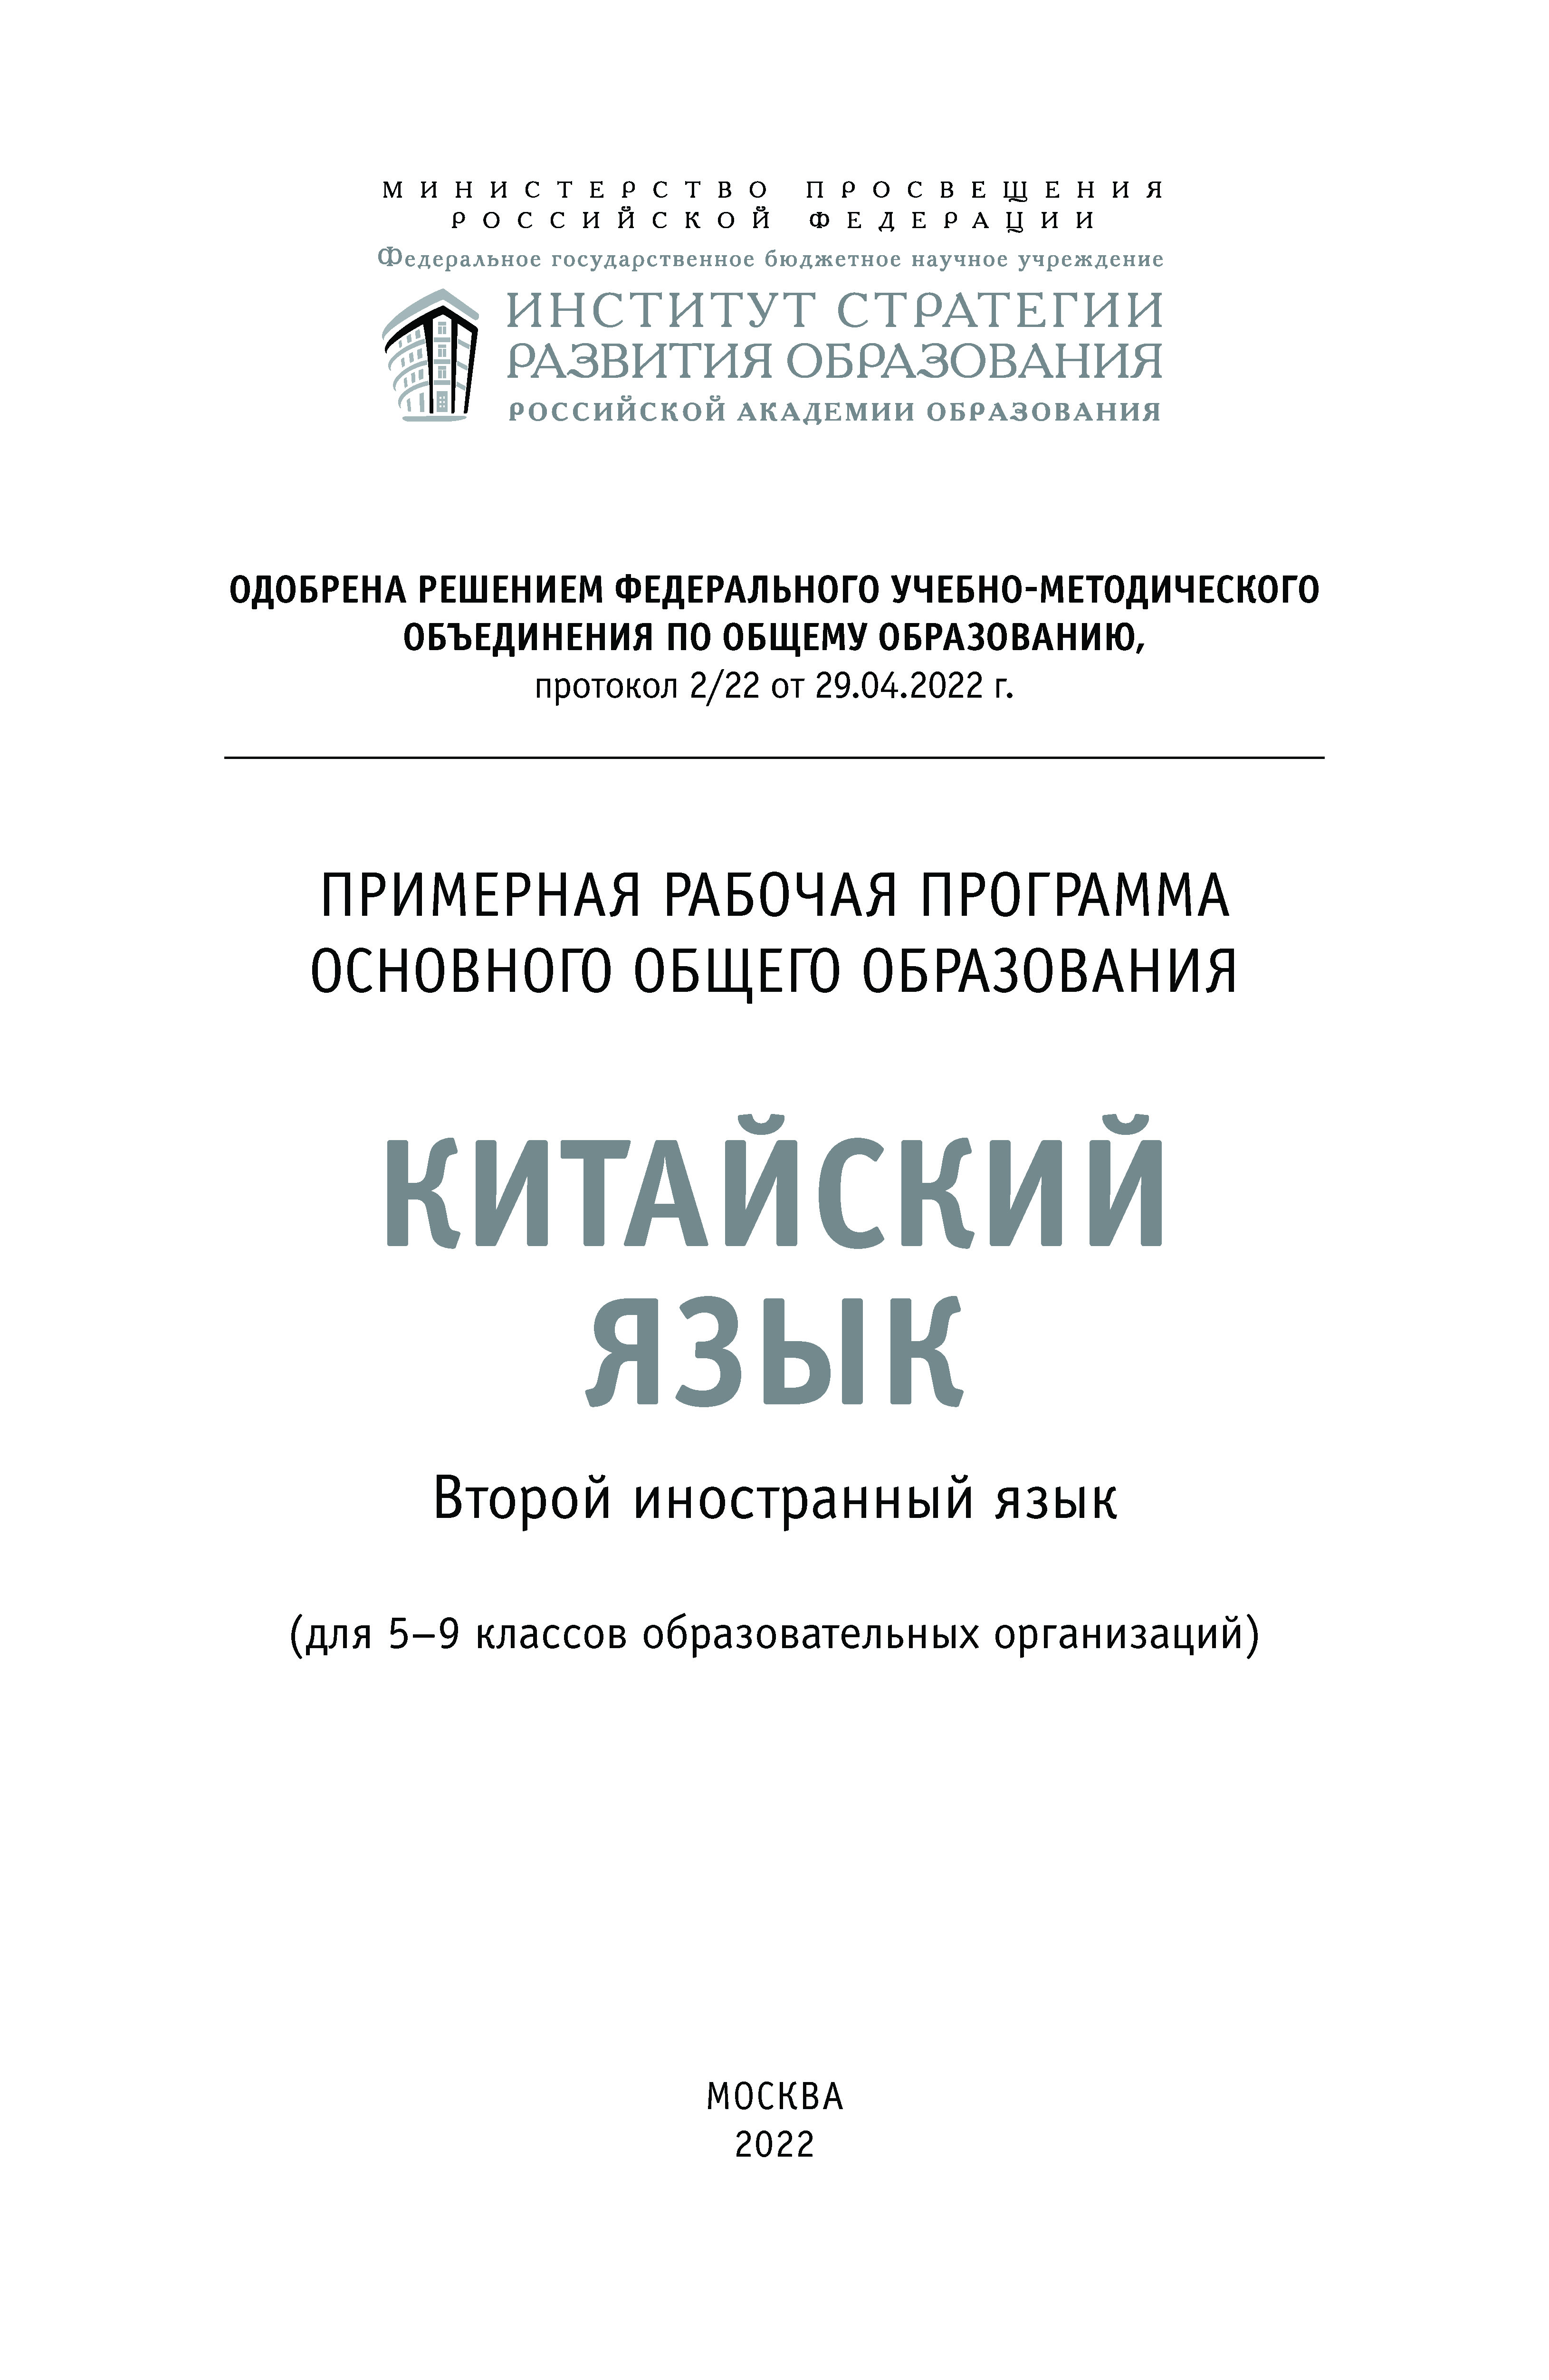 МИНИСТЕРСТВО ПРОСВЕЩЕНИЯ
РОССИЙСКОЙ ФЕДЕРАЦИИ
Федеральное государственное бюджетное научное учреждение
ИНСТИТУТ СТРАТЕГИИ
РАЗВИТИЯ ОБРАЗОВАНИЯ
РОССИЙСКОЙ АКАДЕМИИ ОБРАЗОВАНИЯ
ОДОБРЕНА РЕШЕНИЕМ ФЕДЕРАЛЬНОГО УЧЕБНО-МЕТОДИЧЕСКОГО
ОБЪЕДИНЕНИЯ ПО ОБЩЕМУ ОБРАЗОВАНИЮ,
протокол 2/22 от 29.04.2022 г.
ПРИМЕРНАЯ РАБОЧАЯ ПРОГРАММА
ОСНОВНОГО ОБЩЕГО ОБРАЗОВАНИЯ
КИТАЙСКИЙ
ЯЗЫК
Второй иностранный язык
(для 5–9 классов образовательных организаций)
МОСКВА
2022